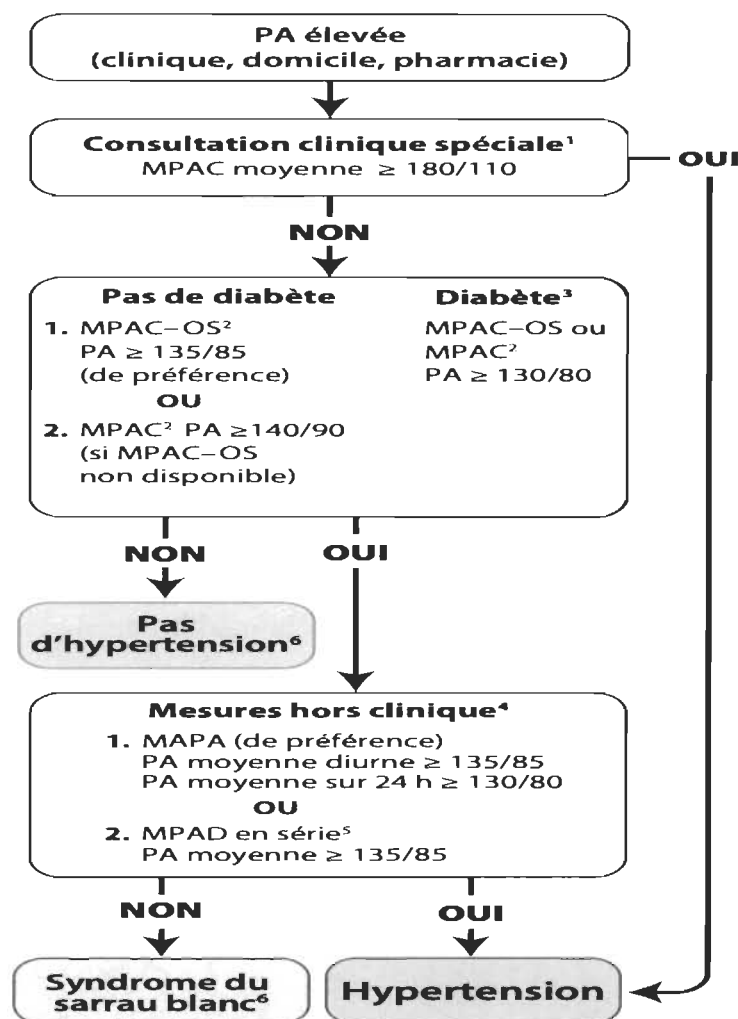 PA élevée
(clinique, domicile, pharmacie)
Consultation clinique spéciale¹
MPAC moyenne ≥ 180/110
OUI
NON
Pas de diabète
1. MPAC–OS²
PA ≥ 135/85
(de préférence)
OU
2. MPAC² PA ≥140/90
(si MPAC–OS
non disponible)
Diabète³
MPAC–OS ou
MPAC²
PA ≥ 130/80
NON
OUI
Pas
d'hypertension⁶
Mesures hors clinique⁴
1. MAPA (de préférence)
PA moyenne diurne ≥ 135/85
PA moyenne sur 24 h ≥ 130/80
OU
2. MPAD en série⁵
PA moyenne ≥ 135/85
NON
OUI
Syndrome du
sarrau blanc⁶
Hypertension